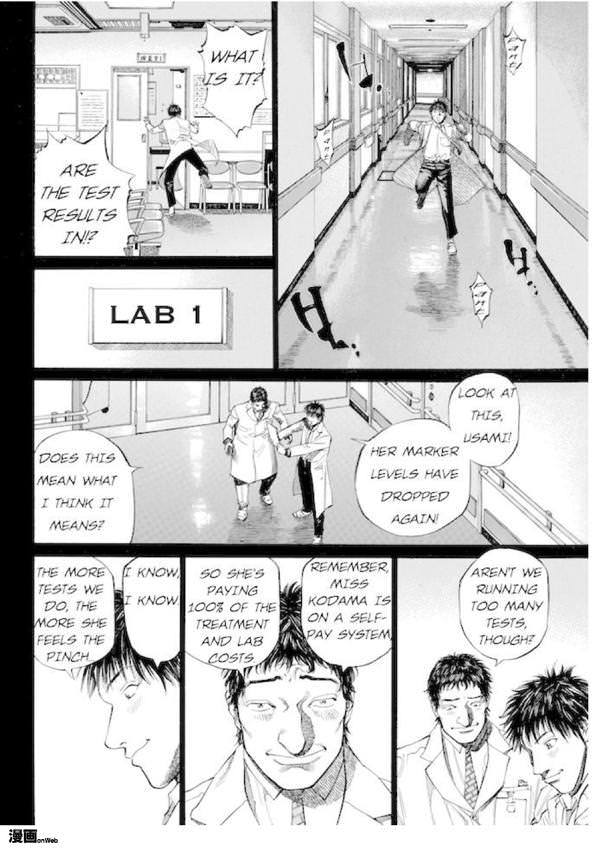 WHAT
IS IT?
ARE
THE TEST
RESULTS
IN!?
LAB 1
LOOK AT
THIS,
USAMI!
HER MARKER
LEVELS HAVE
DROPPED
AGAIN!
DOES THIS
MEAN WHAT
I THINK IT
MEANS?
AREN'T WE
RUNNING
TOO MANY
TESTS,
THOUGH?
REMEMBER,
MISS
KODAMA IS
ON A SELF-
PAY SYSTEM
SO SHE'S
PAYING
100% OF THE
TREATMENT
AND LAB
COSTS
I KNOW,
I KNOW.
THE MORE
TESTS WE
DO, THE
MORE SHE
FEELS THE
PINCH
漫画onWeb